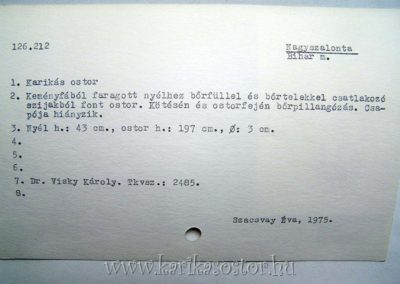 126.212
Nagyszalonta
Bihar m.
1. Karikás ostor
2. Keményfából faragott nyélhez bőrfüllel és bőrtelekkel csatlakozó
szijakból font ostor. Kötésén és ostorfején bőrpillangózás. Csa-
pója hiányzik.
3. Nyél h.: 43 cm., ostor h.: 197 cm., Ø: 3 cm.
4.
5.
6.
7. Dr. Visky Károly. Tkvsz.: 2485.
8.
Szacsvay Éva, 1975.
www.karikasostor.hu